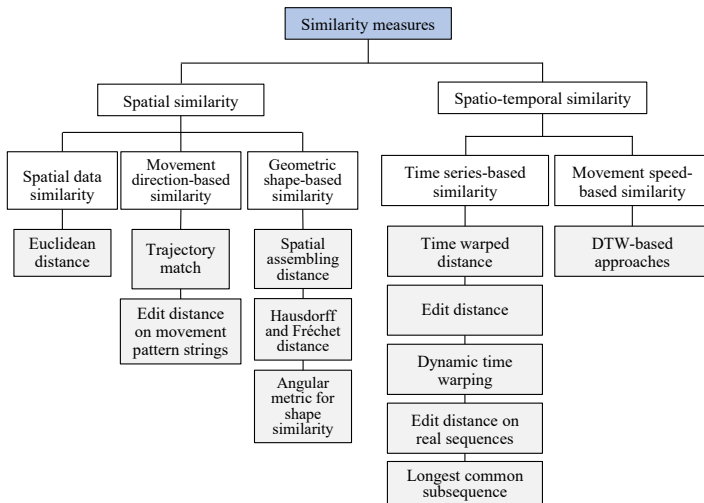 Similarity measures
Spatial similarity
Spatio-temporal similarity
Spatial data
similarity
Movement
direction-based
similarity
Geometric
shape-based
similarity
Time series-based
similarity
Movement speed-
based similarity
Euclidean
distance
Trajectory
match
Edit distance
on movement
pattern strings
Spatial
assembling
distance
Hausdorff and Fréchet
distance
Angular
metric for
shape
similarity
Time warped
distance
Edit distance
Dynamic time
warping
Edit distance on
real sequences
Longest common
subsequence
DTW-based
approaches